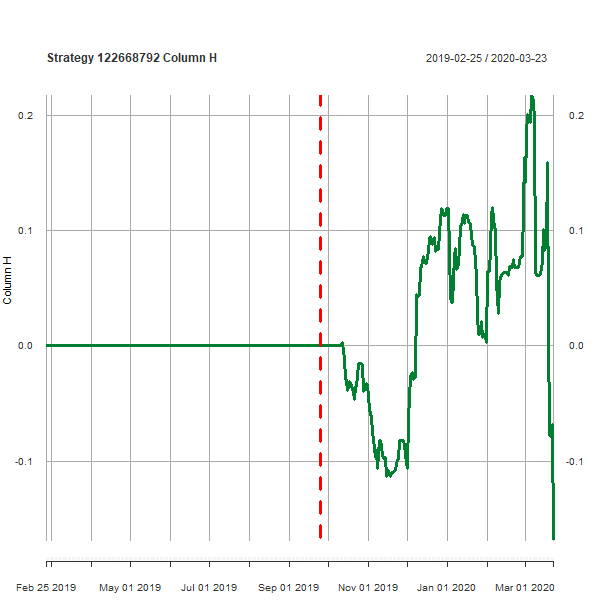 Strategy 122668792 Column H
2019-02-25 / 2020-03-23
0.2
0.2
0.1
0.1
Column H
0.0
0.0
-0.1
-0.1
Feb 25 2019
May 01 2019
Jul 01 2019
Sep 01 2019
Nov 01 2019
Jan 01 2020
Mar 01 2020